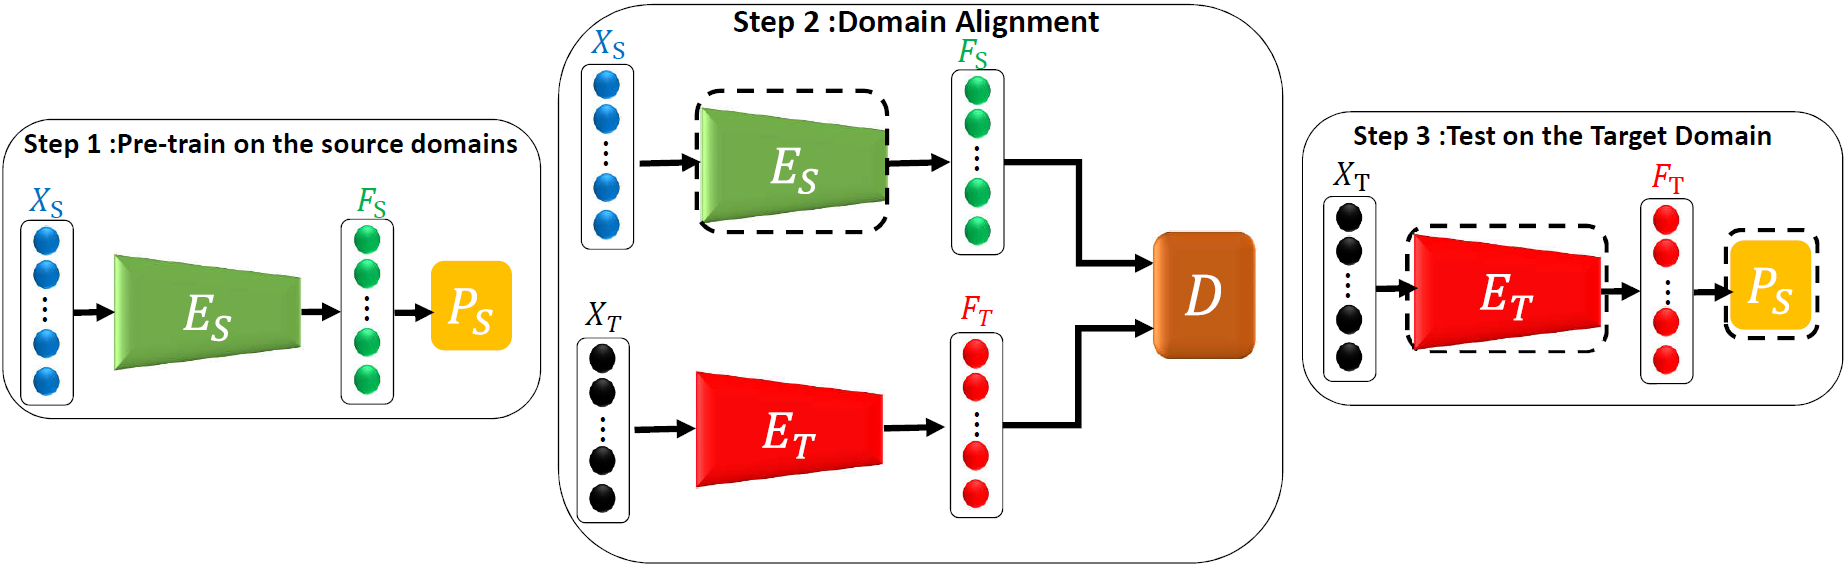 Step 1 :Pre-train on the source domains
X_S
F_S
E_S
P_S
Step 2 :Domain Alignment
X_S
F_S
E_S
X_T
F_T
E_T
D
Step 3 :Test on the Target Domain
X_T
F_T
E_T
P_S